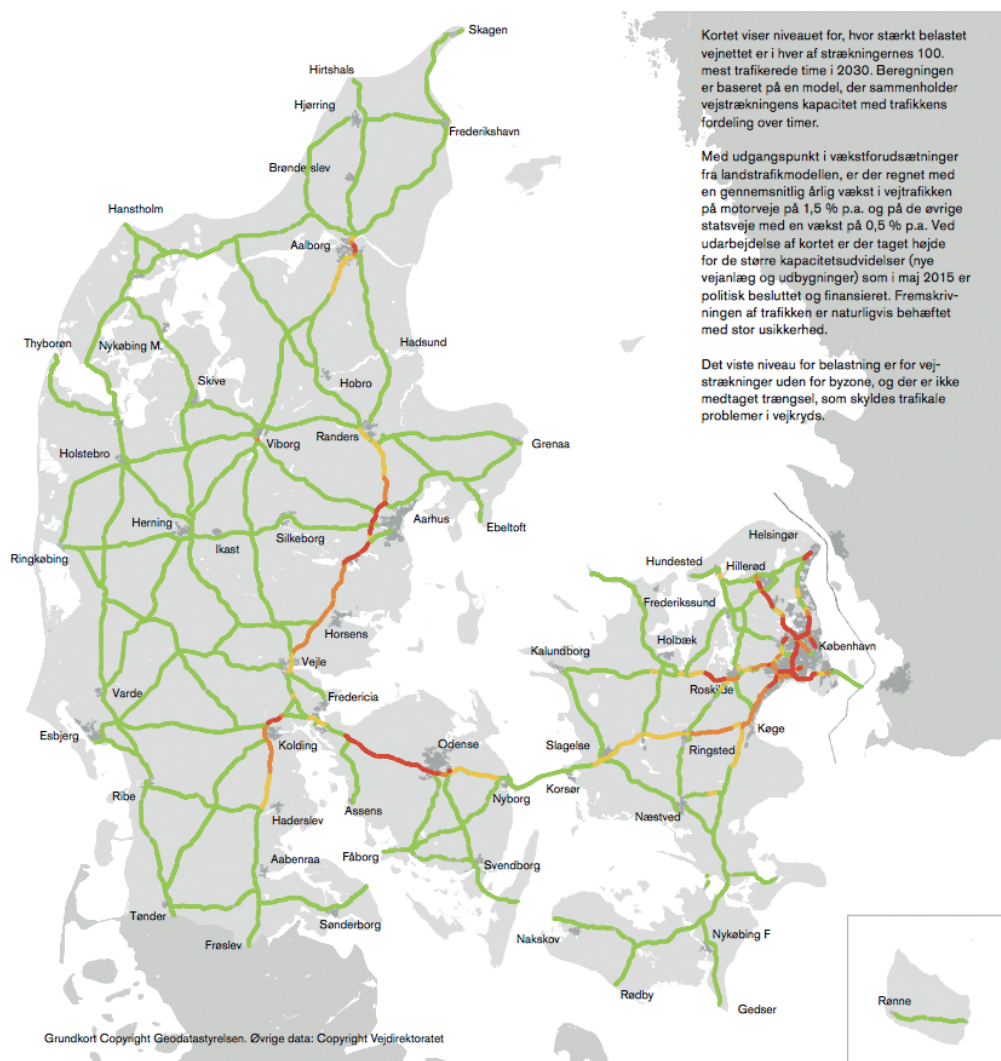 Kortet viser niveauet for, hvor stærkt belastet
vejnettet er i hver af strækningernes 100.
mest trafikerede time i 2030. Beregningen
er baseret på en model, der sammenholder
vejstrækningens kapacitet med trafikkens
fordeling over timer.
Med udgangspunkt i vækstforudsætninger
fra landstrafikmodellen, er der regnet med
en gennemsnitlig årlig vækst i vejtrafikken
på motorveje på 1,5 % p.a. og på de øvrige
statsveje med en vækst på 0,5 % p.a. Ved
udarbejdelse af kortet er der taget højde
for de større kapacitetsudvidelser (nye
vejanlæg og udbygninger) som i maj 2015 er
politisk besluttet og finansieret. Fremskriv-
ningen af trafikken er naturligvis behæftet
med stor usikkerhed.
Det viste niveau for belastning er for vej-
strækninger uden for byzone, og der er ikke
medtaget trængsel, som skyldes trafikale
problemer i vejkryds.
Skagen
Hirtshals
Hjørring
Frederikshavn
Brønderslev
Hanstholm
Aalborg
Thyborøn
Nykøbing M.
Hadsund
Skive
Hobro
Randers
Viborg
Grenaa
Holstebro
Herning
Ikast
Silkeborg
Aarhus
Ebeltoft
Ringkøbing
Helsingør
Hundested
Hillerød
Frederikssund
Horsens
Holbæk
København
Kalundborg
Vejle
Roskilde
Varde
Fredericia
Esbjerg
Kolding
Odense
Slagelse
Køge
Ringsted
Nyborg
Korsør
Ribe
Assens
Næstved
Haderslev
Fåborg
Svendborg
Aabenraa
Tønder
Sønderborg
Frøslev
Nakskov
Nykøbing F
Rødby
Gedser
Rønne
Grundkort Copyright Geodatastyrelsen. Øvrige data: Copyright Vejdirektoratet